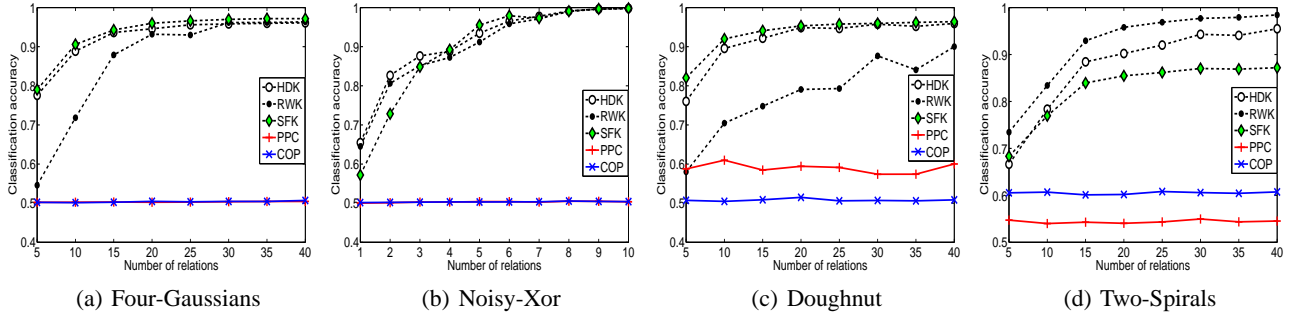 1
0.9
0.8
0.7
0.6
0.5
0.4
Classification accuracy
5 10 15 20 25 30 35 40
Number of relations
HDK
RWK
SFK
PPC
COP
(a) Four-Gaussians
1
0.9
0.8
0.7
0.6
0.5
0.4
Classification accuracy
1 2 3 4 5 6 7 8 9 10
Number of relations
HDK
RWK
SFK
PPC
COP
(b) Noisy-Xor
1
0.9
0.8
0.7
0.6
0.5
0.4
Classification accuracy
5 10 15 20 25 30 35 40
Number of relations
HDK
RWK
SFK
PPC
COP
(c) Doughnut
1
0.9
0.8
0.7
0.6
0.5
Classification accuracy
5 10 15 20 25 30 35 40
Number of relations
HDK
RWK
SFK
PPC
COP
(d) Two-Spirals